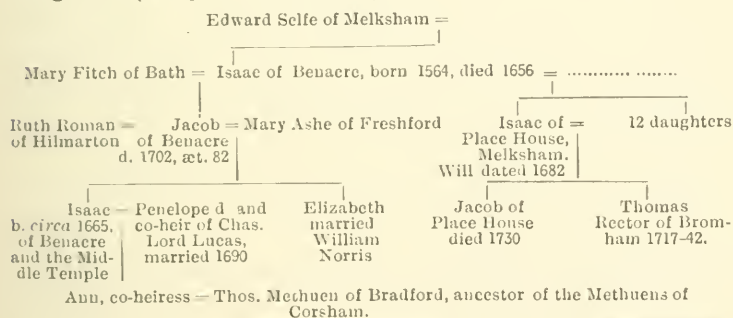 Edward Selfe of Melksham =
Mary Fitch of Bath = Isaac of Benacre, born 1564, died 1656 = .................. .........
Ruth Roman = Jacob = Mary Ashe of Freshford Isaac of = 12 daughters
of Hilmarton of Benacre Place House,
d. 1702, æt. 82 Melksham.
Will dated 1682
Isaac = Penelope d and Elizabeth Jacob of Thomas
b. circa 1665. co-heir of Chas. married Place House Rector of Brom-
of Benacre Lord Lucas, William died 1730 ham 1717-42.
and the Mid- married 1690 Norris
dle Temple
Ann, co-heiress = Thos. Methuen of Bradford, ancestor of the Methuens of
Corsham.